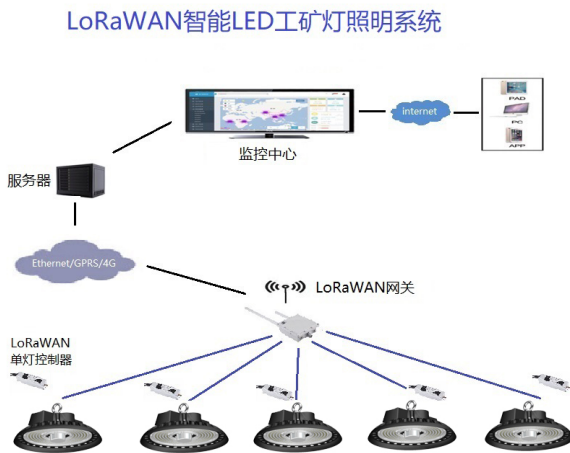 LoRaWAN智能LED工矿灯照明系统
internet
PAD
PC
APP
监控中心
服务器
Ethernet/GPRS/4G
LoRaWAN网关
LoRaWAN
单灯控制器